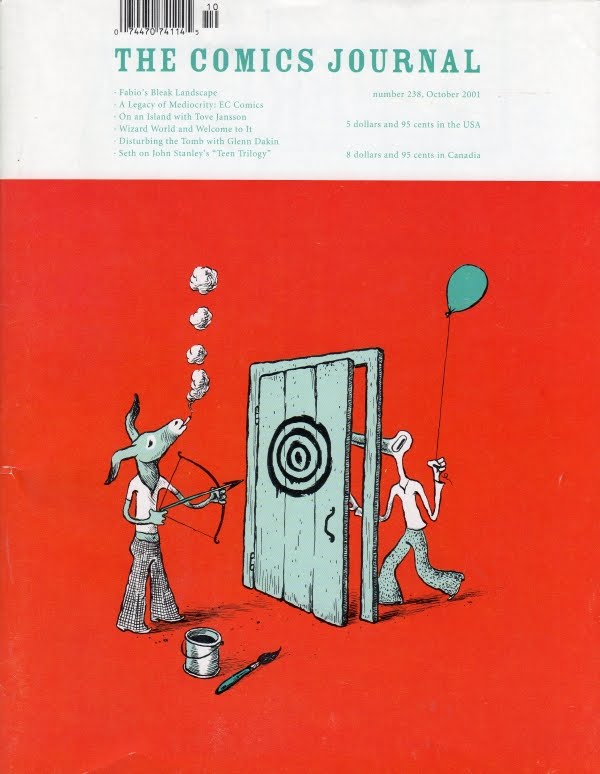 10
0 74470 74114 5
THE COMICS JOURNAL
· Fabio's Bleak Landscape
· A Legacy of Mediocrity: EC Comics
· On an Island with Tove Jansson
· Wizard World and Welcome to It
· Disturbing the Tomb with Glenn Dakin
· Seth on John Stanley's "Teen Trilogy"
number 238, October 2001
5 dollars and 95 cents in the USA
8 dollars and 95 cents in Canadia